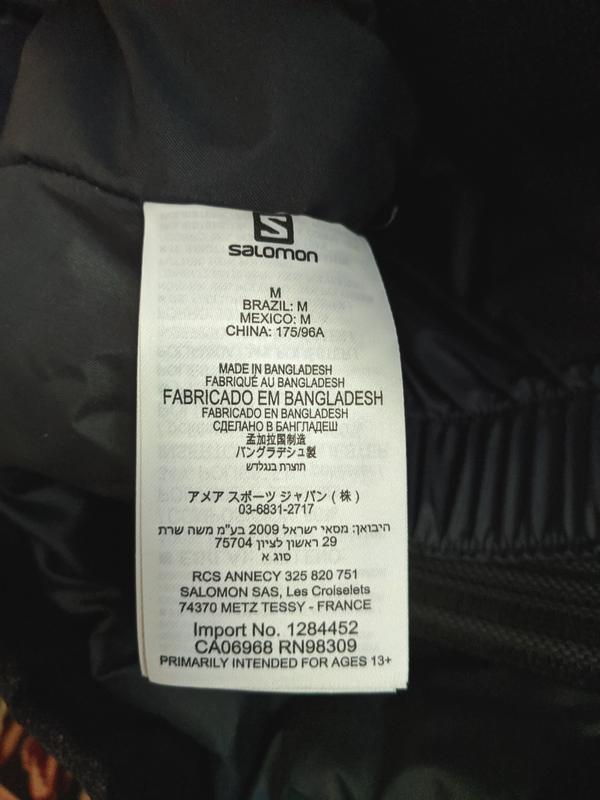 S
salomon
M
BRAZIL: M
MEXICO: M
CHINA: 175/96A
MADE IN BANGLADESH
FABRIQUÉ AU BANGLADESH
FABRICADO EM BANGLADESH
FABRICADO EN BANGLADESH
СДЕЛАНО В БАНГЛАДЕШ
孟加拉国制造
バングラデシュ製
תוצרת בנגלדש
アメア スポーツ ジャパン (株)
03-6831-2717
היבואן: מסאי ישראל 2009 בע"מ משה שרת
29 ראשון לציון 75704
סוג א
RCS ANNECY 325 820 751
SALOMON SAS, Les Croiselets
74370 METZ TESSY - FRANCE
Import No. 1284452
CA06968 RN98309
PRIMARILY INTENDED FOR AGES 13+